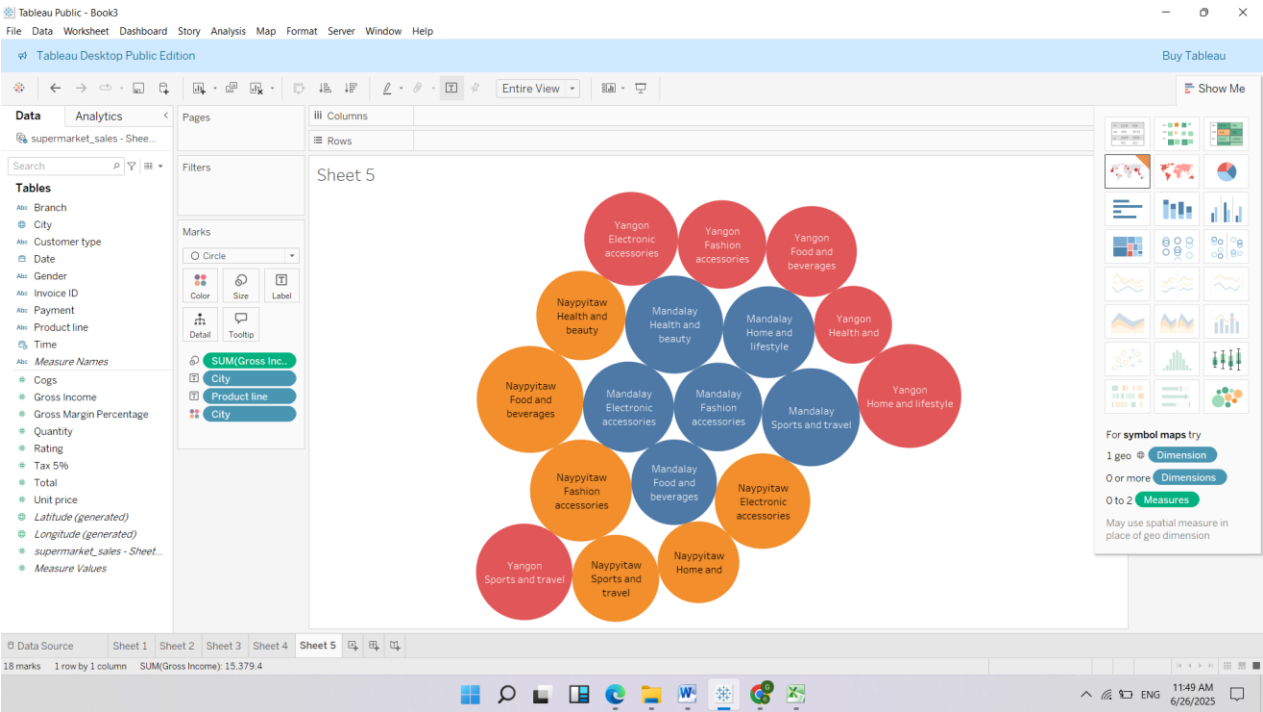 Tableau Public - Book3
File Data Worksheet Dashboard Story Analysis Map Format Server Window Help
Tableau Desktop Public Edition
Buy Tableau
Entire View
Show Me
Data
Analytics
supermarket_sales - Shee...
Search
Tables
Abc Branch
City
Abc Customer type
Date
Abc Gender
Abc Invoice ID
Abc Payment
Abc Product line
Time
Abc Measure Names
# Cogs
# Gross Income
# Gross Margin Percentage
# Quantity
# Rating
# Tax 5%
# Total
# Unit price
Latitude (generated)
Longitude (generated)
# supermarket_sales - Sheet...
# Measure Values
Pages
Filters
Marks
Circle
Color
Size
Label
Detail
Tooltip
SUM(Gross Inc..
City
Product line
City
Columns
Rows
Sheet 5
Yangon
Electronic
accessories
Yangon
Fashion
accessories
Yangon
Food and
beverages
Naypyitaw
Health and
beauty
Mandalay
Health and
beauty
Mandalay
Home and
lifestyle
Yangon
Health and
Naypyitaw
Food and
beverages
Mandalay
Electronic
accessories
Mandalay
Fashion
accessories
Mandalay
Sports and travel
Yangon
Home and lifestyle
Naypyitaw
Fashion
accessories
Mandalay
Food and
beverages
Naypyitaw
Electronic
accessories
Yangon
Sports and travel
Naypyitaw
Sports and
travel
Naypyitaw
Home and
For symbol maps try
1 geo Dimension
0 or more Dimensions
0 to 2 Measures
May use spatial measure in
place of geo dimension
Data Source
Sheet 1
Sheet 2
Sheet 3
Sheet 4
Sheet 5
18 marks 1 row by 1 column SUM(Gross Income): 15,379.4
ENG
11:49 AM
6/26/2025